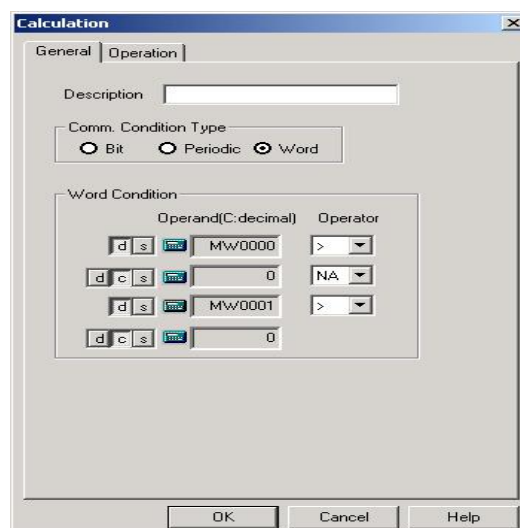 Calculation
General Operation
Description
Comm. Condition Type
Bit Periodic Word
Word Condition
Operand(C:decimal) Operator
d s MW0000 >
d c s 0 NA
d s MW0001 >
d c s 0
OK Cancel Help